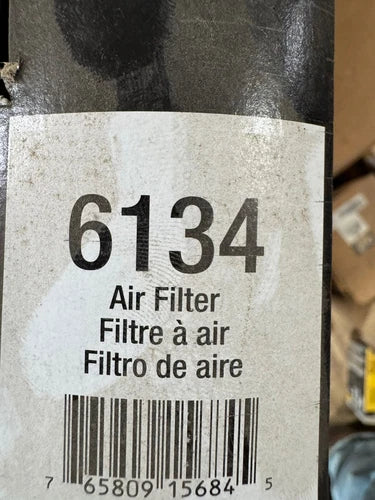 6134
Air Filter
Filtre à air
Filtro de aire
7 65809 15684 5